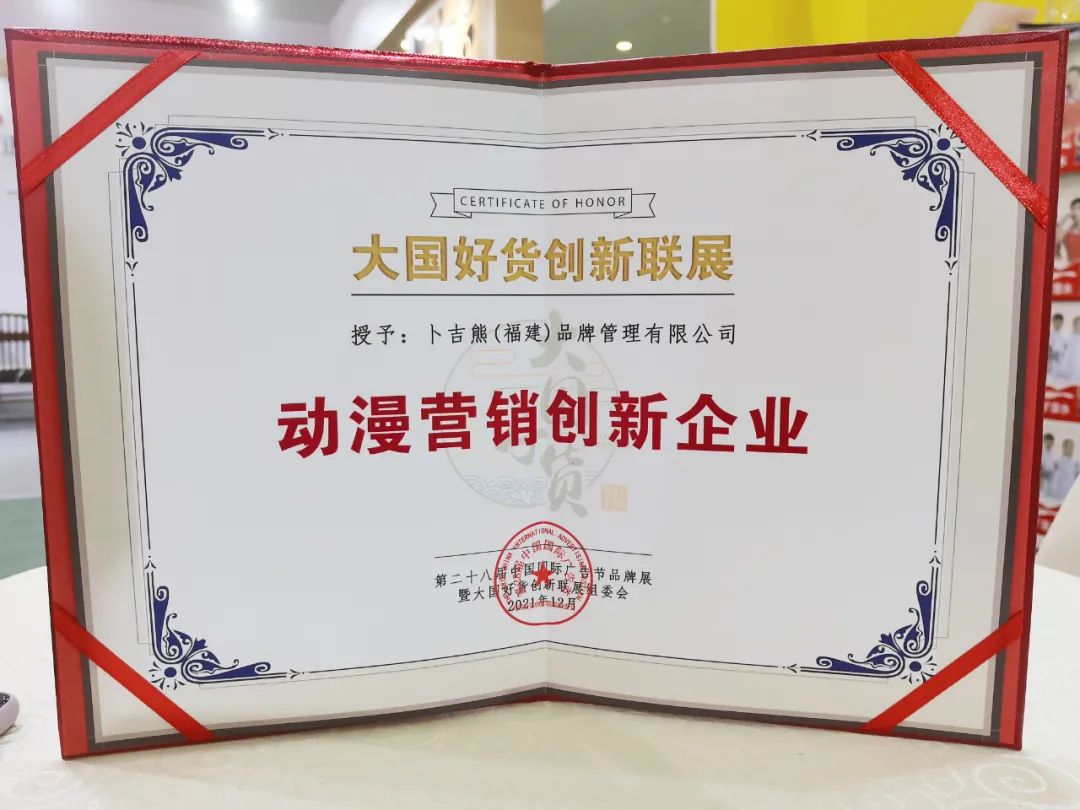 CERTIFICATE OF HONOR
大国好货创新联展
授予：卜吉熊(福建)品牌管理有限公司
动漫营销创新企业
第二十八届中国国际广告节品牌展
暨大国好货创新联展组委会
2021年12月